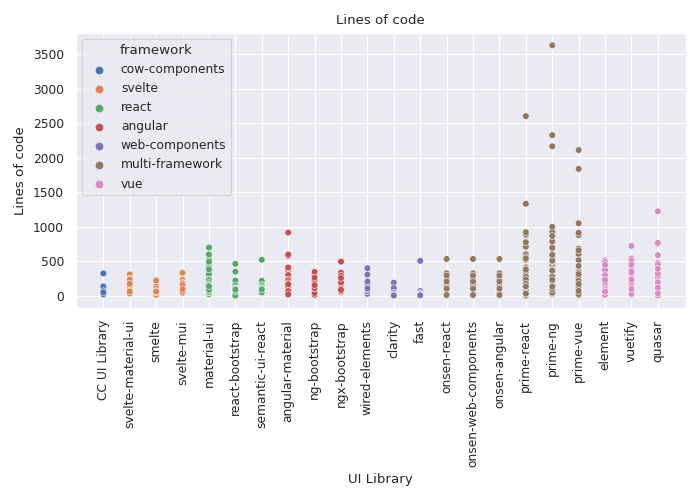 Lines of code
framework
cow-components
svelte
react
angular
web-components
multi-framework
vue
Lines of code
3500
3000
2500
2000
1500
1000
500
0
CC UI Library
svelte-material-ui
smelte
svelte-mui
material-ui
react-bootstrap
semantic-ui-react
angular-material
ng-bootstrap
ngx-bootstrap
wired-elements
clarity
fast
onsen-react
onsen-web-components
onsen-angular
prime-react
prime-ng
prime-vue
element
vuetify
quasar
UI Library